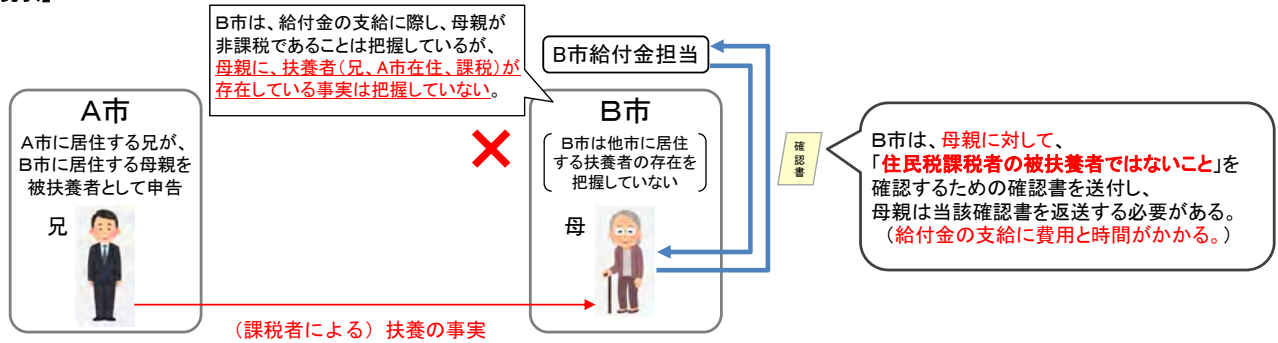 B市は、給付金の支給に際し、母親が
非課税であることは把握しているが、
母親に、扶養者(兄、A市在住、課税)が
存在している事実は把握していない。
B市給付金担当
A市
A市に居住する兄が、
B市に居住する母親を
被扶養者として申告
兄
B市
B市は他市に居住
する扶養者の存在を
把握していない
母
確認書
B市は、母親に対して、
「住民税課税者の被扶養者ではないこと」を
確認するための確認書を送付し、
母親は当該確認書を返送する必要がある。
(給付金の支給に費用と時間がかかる。)
(課税者による)扶養の事実